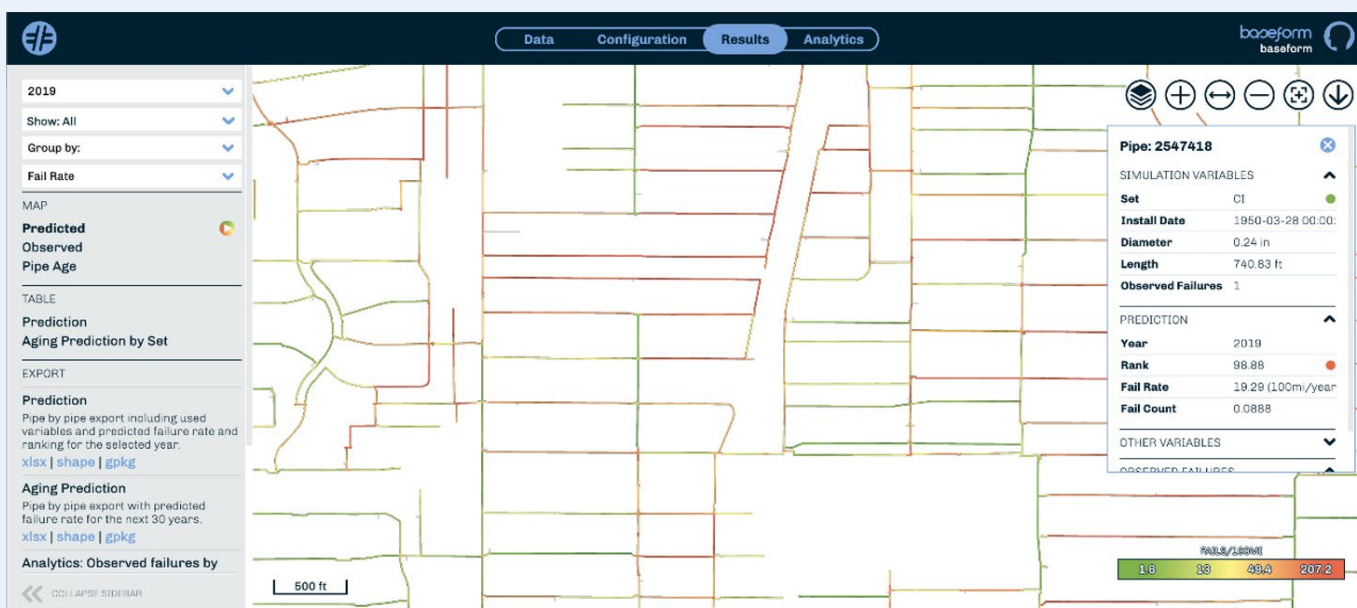 Data
Configuration
Results
Analytics
baseform
baseform
2019
Show: All
Group by:
Fail Rate
MAP
Predicted
Observed
Pipe Age
TABLE
Prediction
Aging Prediction by Set
EXPORT
Prediction
Pipe by pipe export including used
variables and predicted failure rate and
ranking for the selected year.
xlsx | shape | gpkg
Aging Prediction
Pipe by pipe export with predicted
failure rate for the next 30 years.
xlsx | shape | gpkg
Analytics: Observed failures by
COLLAPSE SIDEBAR
500 ft
Pipe: 2547418
SIMULATION VARIABLES
Set CI
Install Date 1950-03-28 00:00:
Diameter 0.24 in
Length 740.83 ft
Observed Failures 1
PREDICTION
Year 2019
Rank 98.88
Fail Rate 19.29 (100mi/year
Fail Count 0.0888
OTHER VARIABLES
OBSERVED FAILURES
FAILS/100MI
1.8 13 48.4 207.2